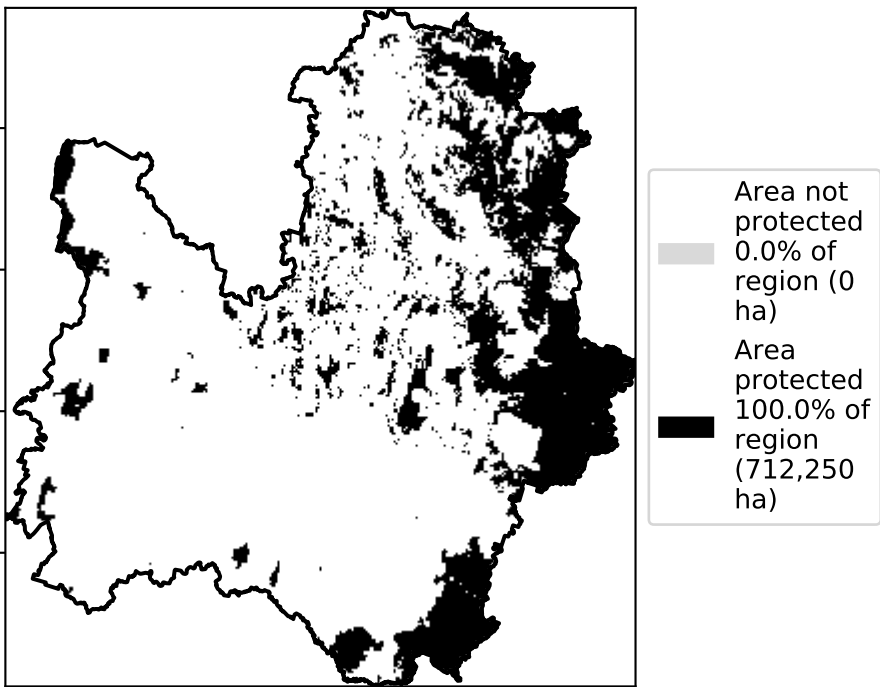 Area not
protected
0.0% of
region (0
ha)
Area
protected
100.0% of
region
(712,250
ha)